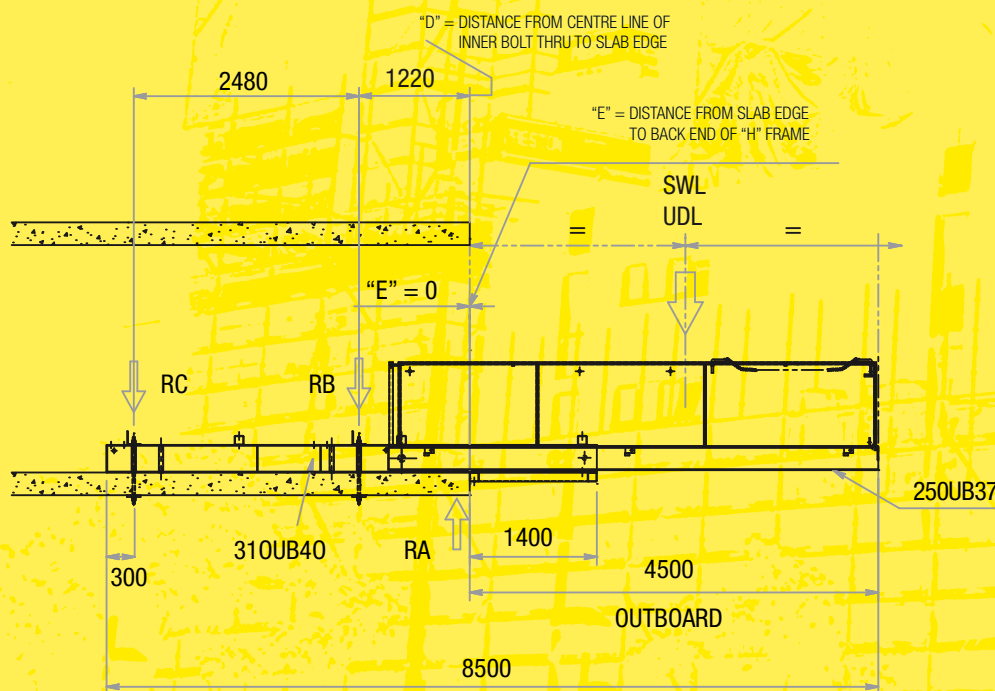 “D” = DISTANCE FROM CENTRE LINE OF
INNER BOLT THRU TO SLAB EDGE
2480
1220
“E” = DISTANCE FROM SLAB EDGE
TO BACK END OF “H” FRAME
SWL
UDL
=
=
“E” = 0
RC
RB
250UB37
310UB40
RA
1400
300
4500
OUTBOARD
8500